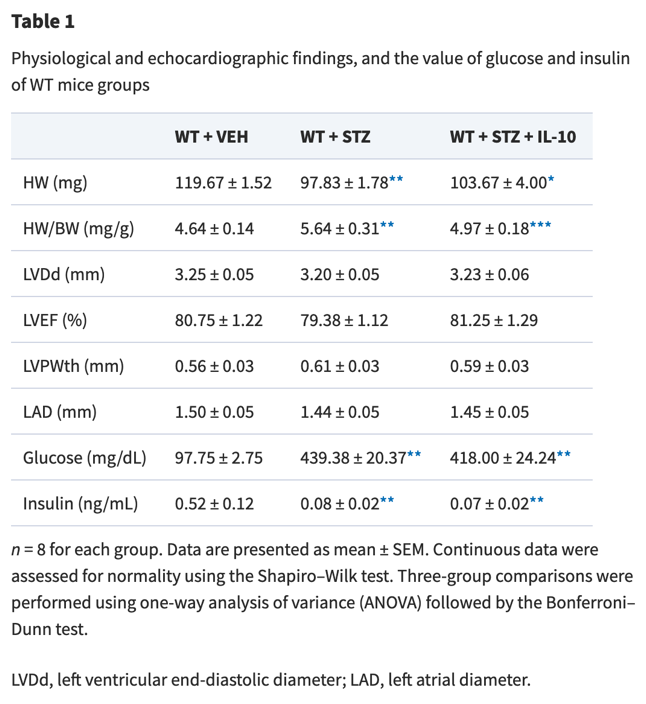 Table 1
Physiological and echocardiographic findings, and the value of glucose and insulin
of WT mice groups
WT + VEH WT + STZ WT + STZ + IL-10
HW (mg) 119.67 ± 1.52 97.83 ± 1.78** 103.67 ± 4.00*
HW/BW (mg/g) 4.64 ± 0.14 5.64 ± 0.31** 4.97 ± 0.18***
LVDd (mm) 3.25 ± 0.05 3.20 ± 0.05 3.23 ± 0.06
LVEF (%) 80.75 ± 1.22 79.38 ± 1.12 81.25 ± 1.29
LVPWth (mm) 0.56 ± 0.03 0.61 ± 0.03 0.59 ± 0.03
LAD (mm) 1.50 ± 0.05 1.44 ± 0.05 1.45 ± 0.05
Glucose (mg/dL) 97.75 ± 2.75 439.38 ± 20.37** 418.00 ± 24.24**
Insulin (ng/mL) 0.52 ± 0.12 0.08 ± 0.02** 0.07 ± 0.02**
n = 8 for each group. Data are presented as mean ± SEM. Continuous data were
assessed for normality using the Shapiro–Wilk test. Three-group comparisons were
performed using one-way analysis of variance (ANOVA) followed by the Bonferroni–
Dunn test.
LVDd, left ventricular end-diastolic diameter; LAD, left atrial diameter.